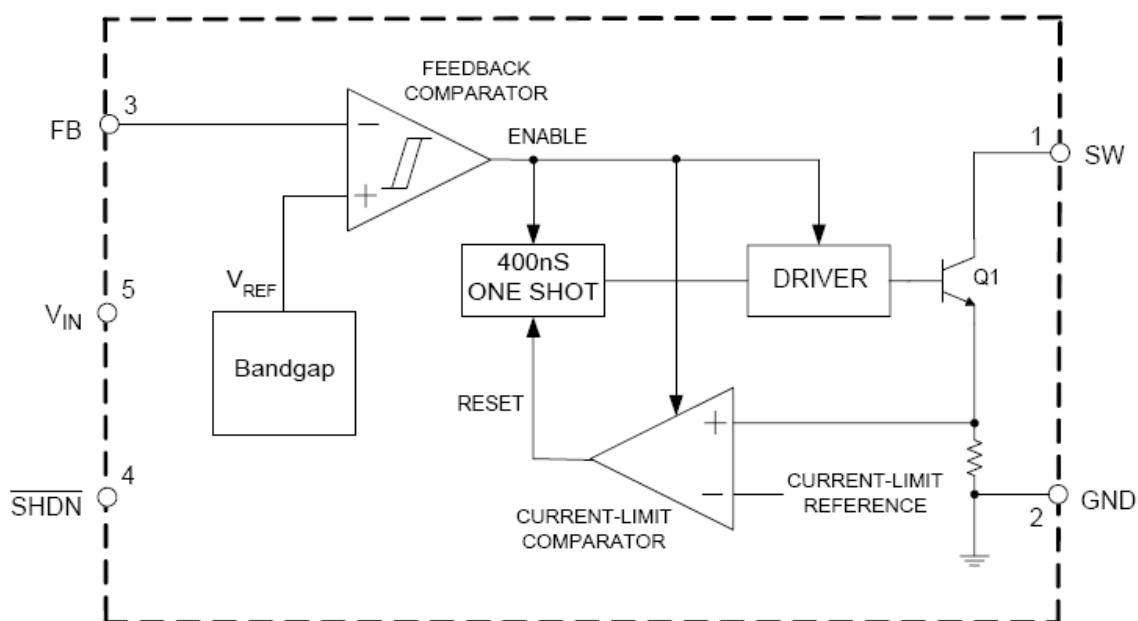 FEEDBACK
COMPARATOR
3
FB
−
+
ENABLE
1
SW
400nS
ONE SHOT
DRIVER
Q1
VREF
5
VIN
Bandgap
RESET
+
−
CURRENT-LIMIT
REFERENCE
4
SHDN
CURRENT-LIMIT
COMPARATOR
GND
2